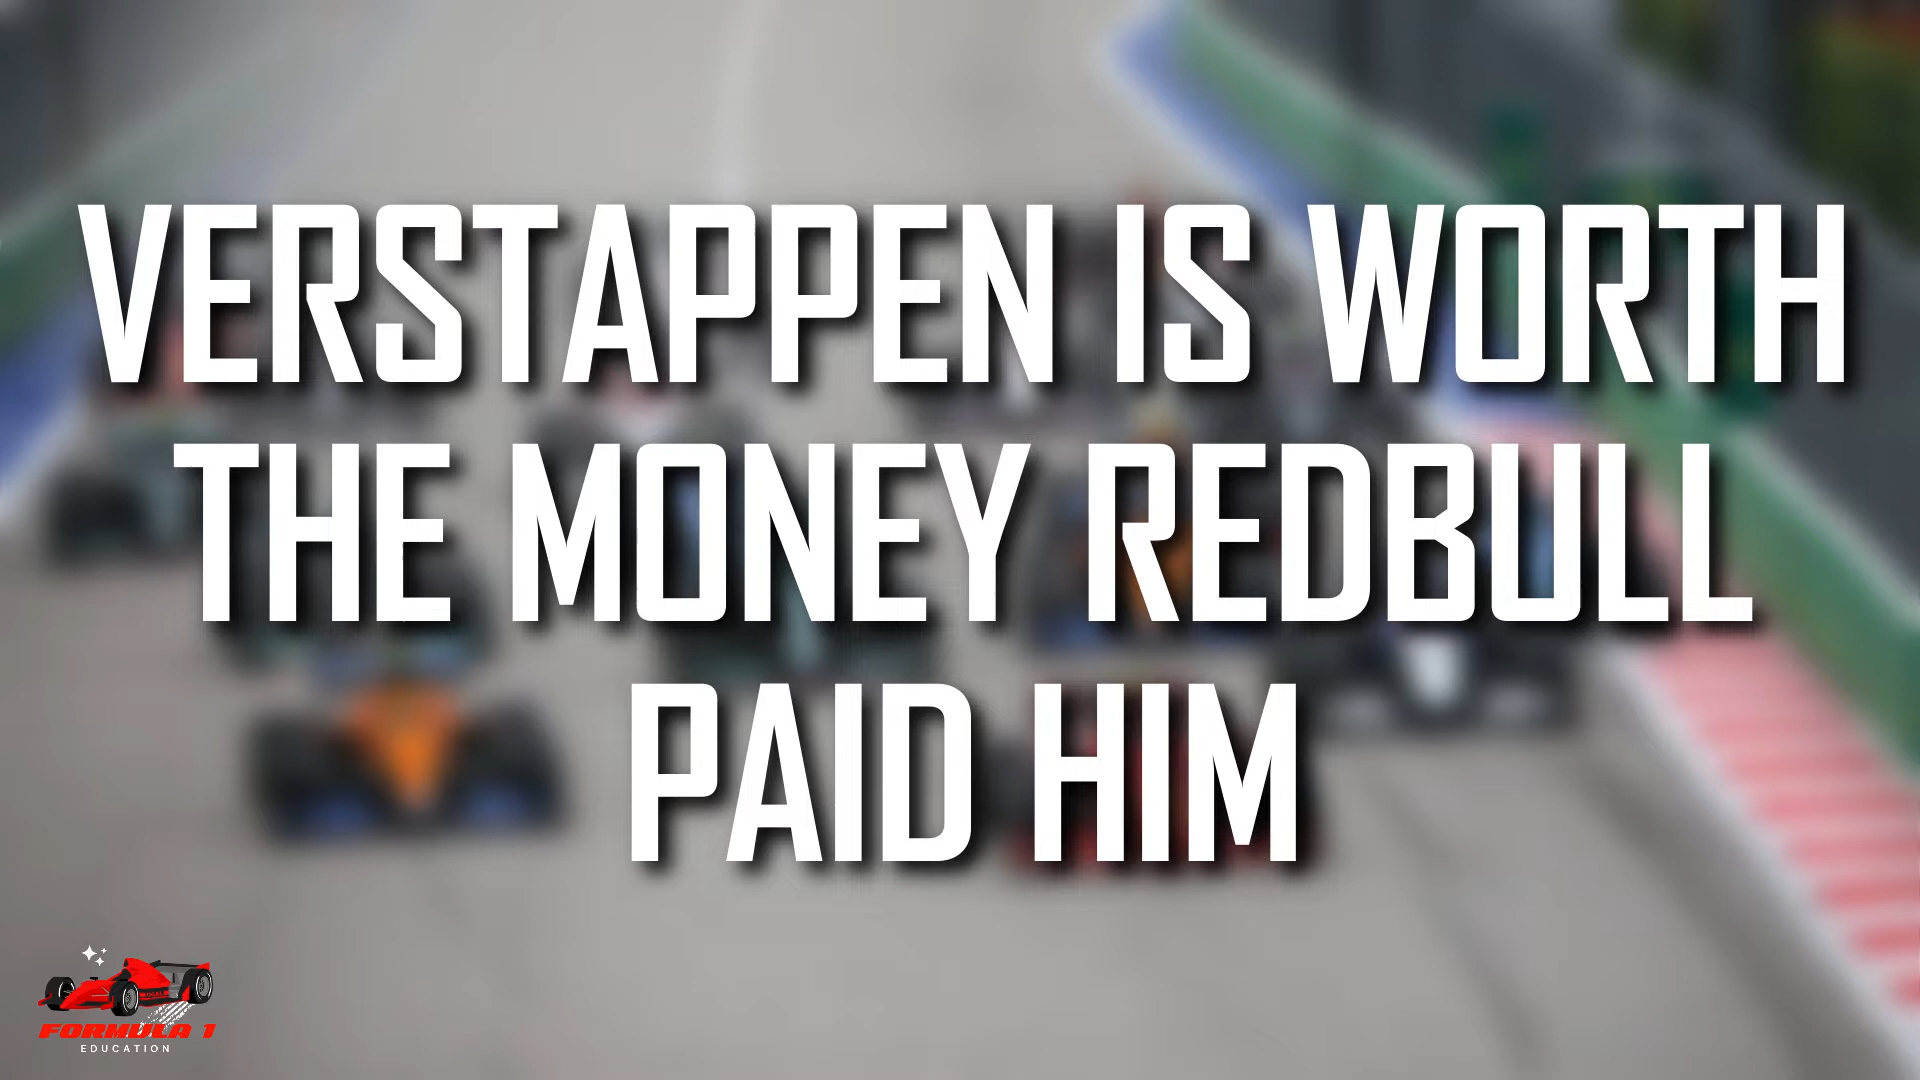 VERSTAPPEN IS WORTH
THE MONEY REDBULL
PAID HIM
FORMULA 1
EDUCATION